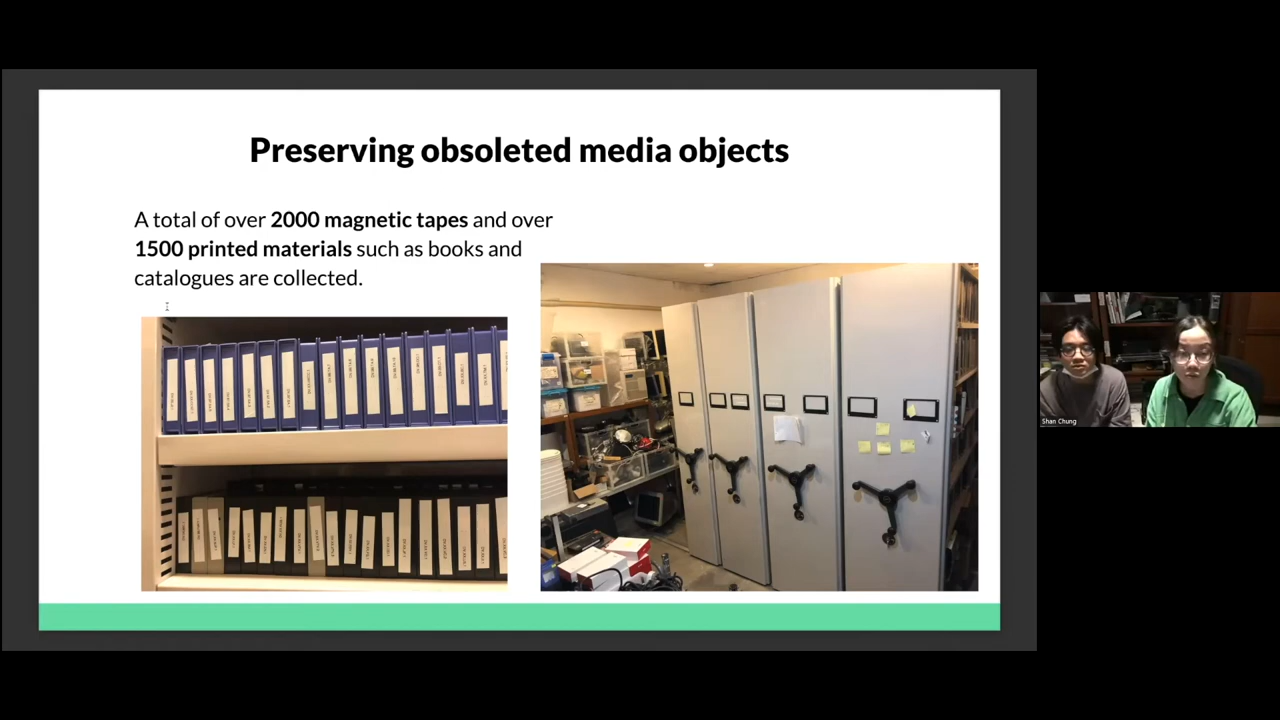 Preserving obsoleted media objects
A total of over 2000 magnetic tapes and over
1500 printed materials such as books and
catalogues are collected.
Shan Chung